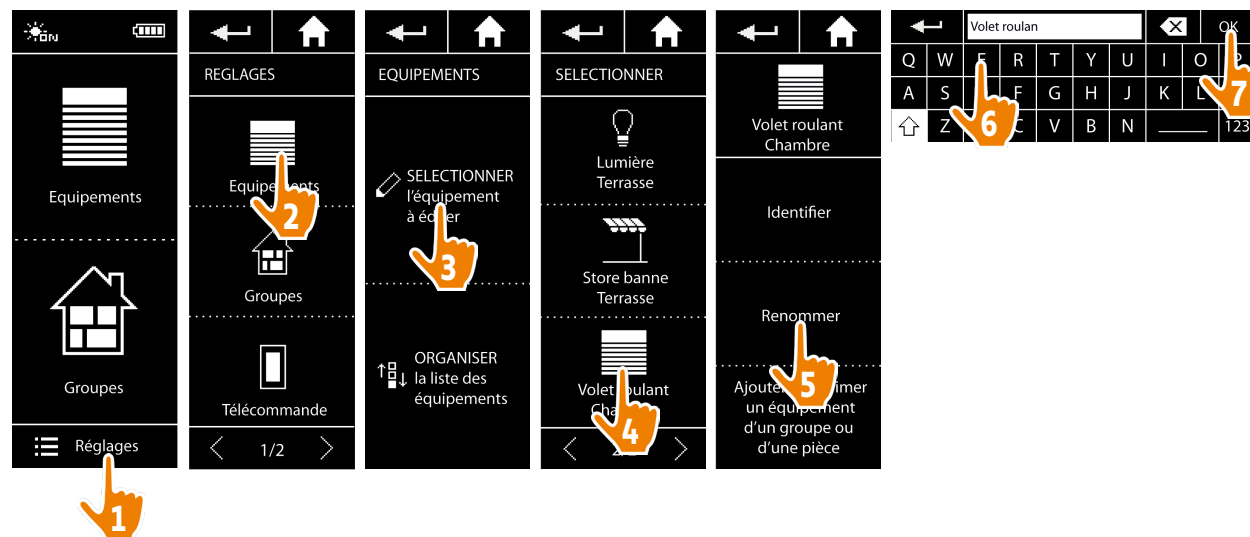 ON
Equipements
Groupes
Réglages
1
REGLAGES
2
Groupes
Télécommande
1/2
EQUIPEMENTS
SELECTIONNER
l'équipement
3
ORGANISER
la liste des
équipements
SELECTIONNER
Lumière
Terrasse
Store banne
Terrasse
Volet
4
Volet roulant
Chambre
Identifier
Renommer
5
un équipement
d'un groupe ou
d'une pièce
Volet roulan OK
Q W R T Y U I O
A S F G H J K L
Z C V B N 123
6
7